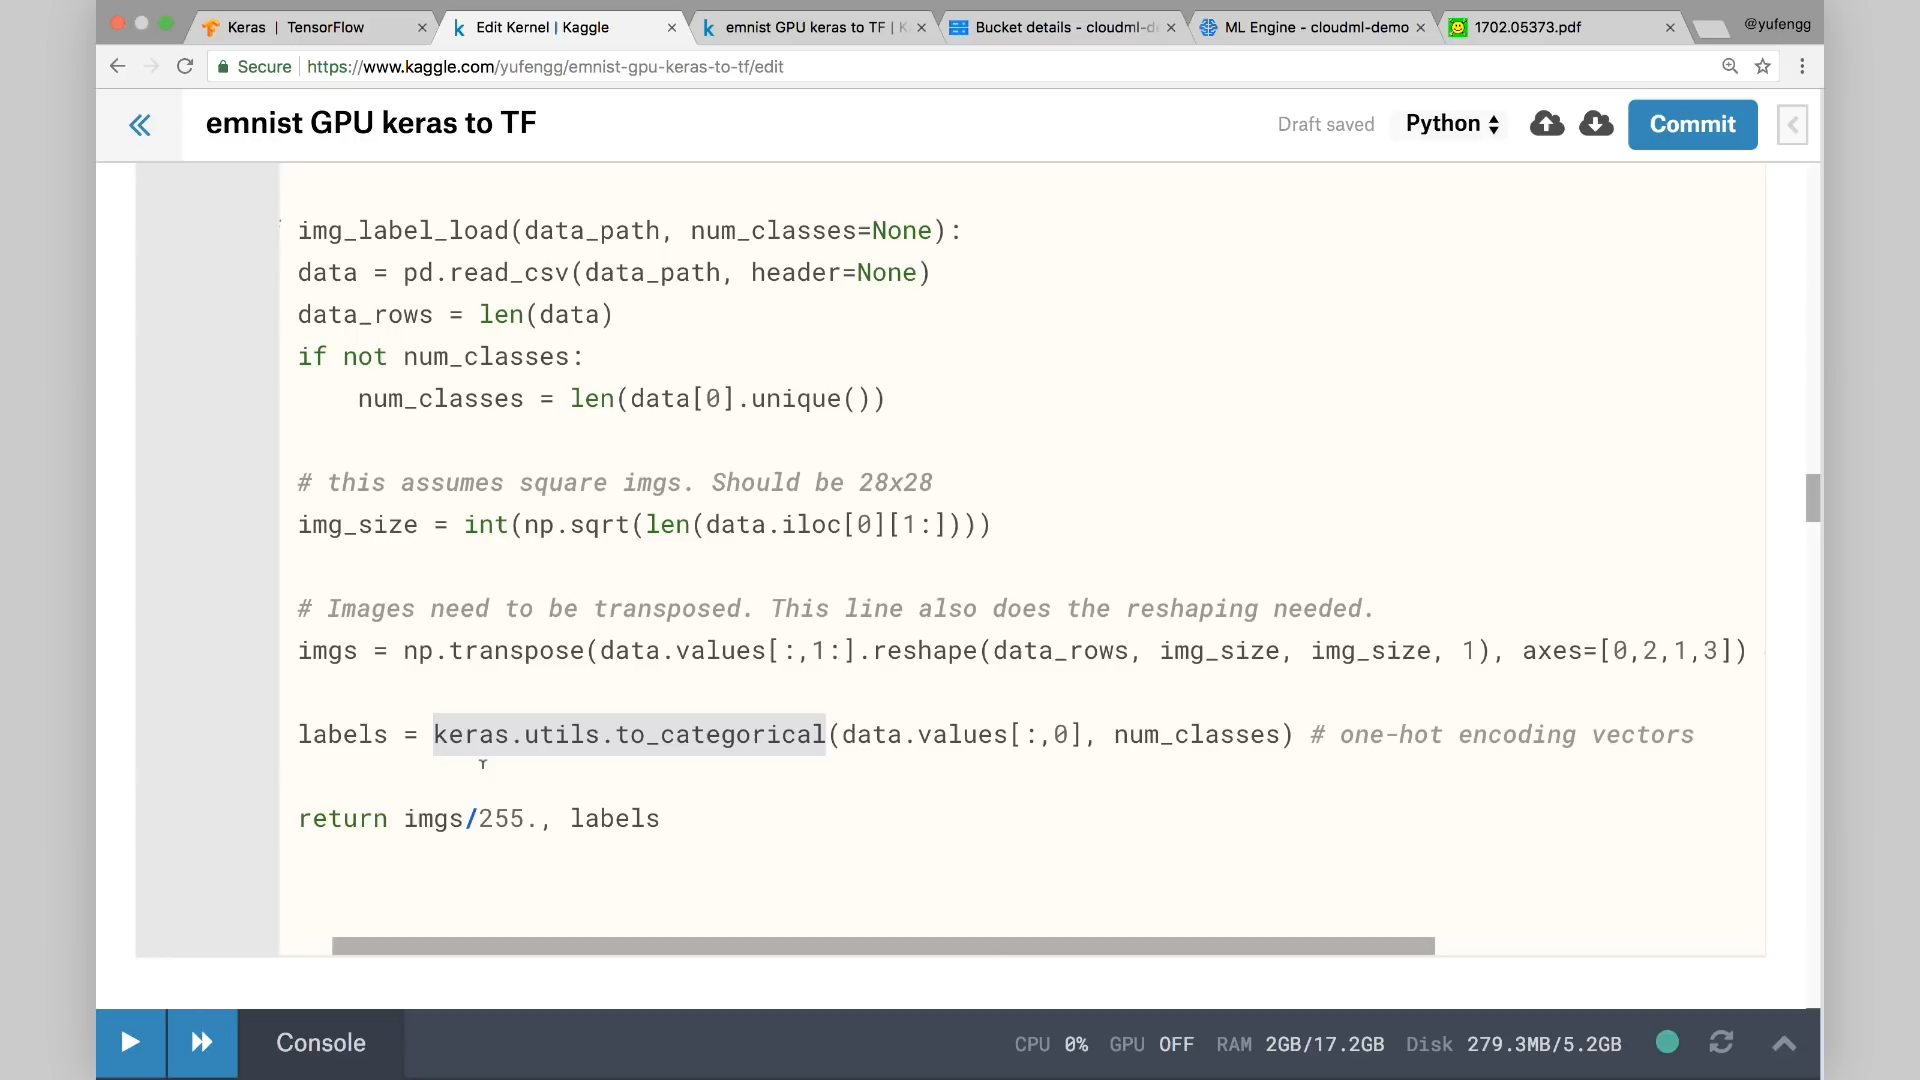 Keras | TensorFlow
Edit Kernel | Kaggle
emnist GPU keras to TF | K
Bucket details - cloudml-de
ML Engine - cloudml-demo
1702.05373.pdf
@yufengg
Secure https://www.kaggle.com/yufengg/emnist-gpu-keras-to-tf/edit
emnist GPU keras to TF
Draft saved
Python
Commit
img_label_load(data_path, num_classes=None):
data = pd.read_csv(data_path, header=None)
data_rows = len(data)
if not num_classes:
num_classes = len(data[0].unique())
# this assumes square imgs. Should be 28x28
img_size = int(np.sqrt(len(data.iloc[0][1:])))
# Images need to be transposed. This line also does the reshaping needed.
imgs = np.transpose(data.values[:,1:].reshape(data_rows, img_size, img_size, 1), axes=[0,2,1,3])
labels = keras.utils.to_categorical(data.values[:,0], num_classes) # one-hot encoding vectors
return imgs/255., labels
Console
CPU 0% GPU OFF RAM 2GB/17.2GB Disk 279.3MB/5.2GB